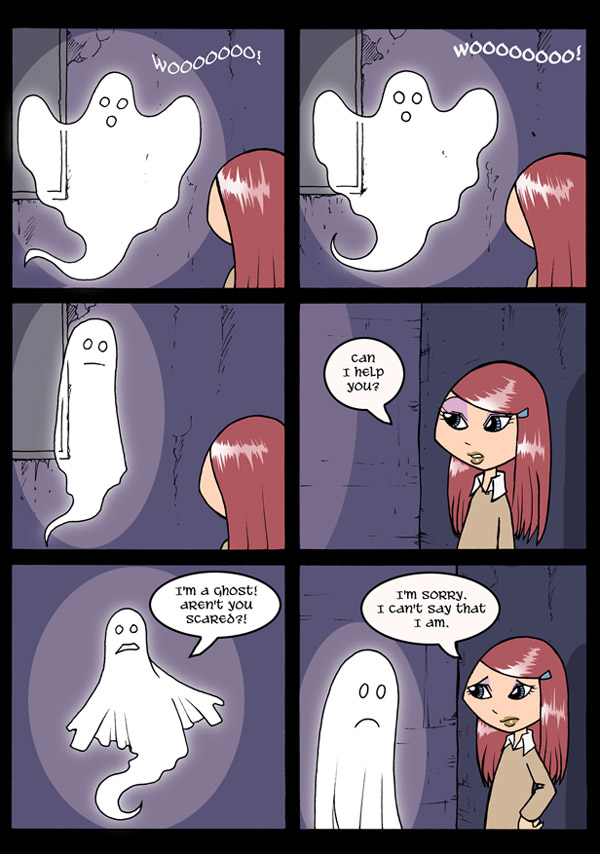 WOOOOOOO!
WOOOOOOOO!
Can
I help
you?
I'm a ghost!
Aren't you
scared?!
I'm sorry.
I can't say that
I am.